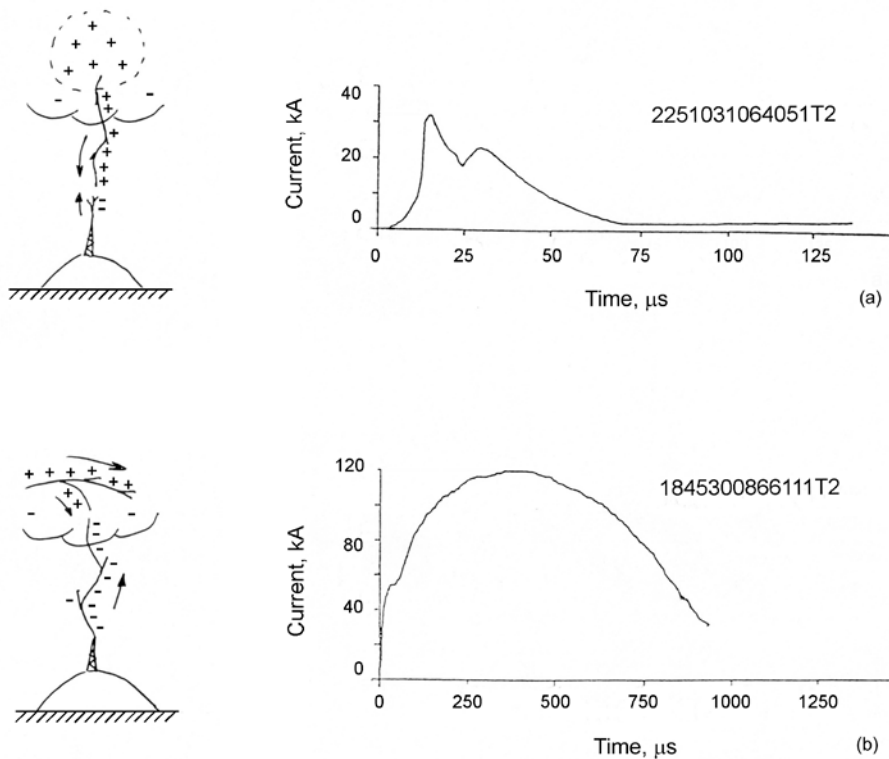 40
20
0
Current, kA
2251031064051T2
0 25 50 75 100 125
Time, μs
(a)
120
80
40
0
Current, kA
1845300866111T2
0 250 500 750 1000 1250
Time, μs
(b)